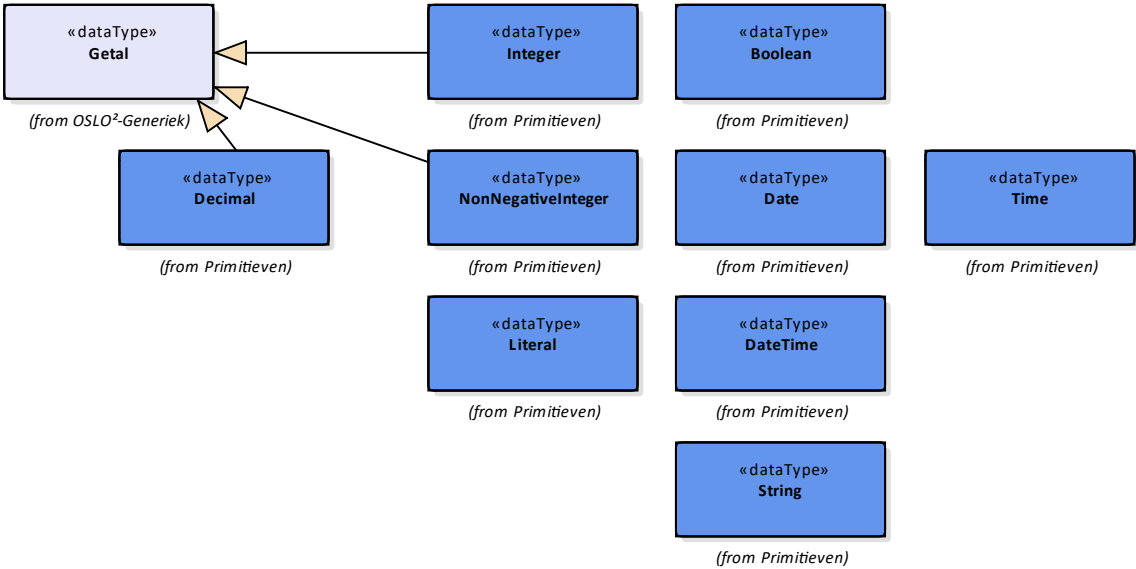 «dataType»
Getal
(from OSLO²-Generiek)
«dataType»
Integer
(from Primitieven)
«dataType»
Boolean
(from Primitieven)
«dataType»
Decimal
(from Primitieven)
«dataType»
NonNegativeInteger
(from Primitieven)
«dataType»
Date
(from Primitieven)
«dataType»
Time
(from Primitieven)
«dataType»
Literal
(from Primitieven)
«dataType»
DateTime
(from Primitieven)
«dataType»
String
(from Primitieven)